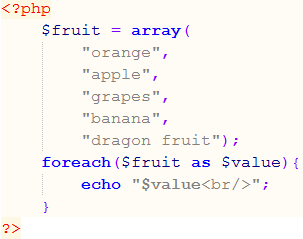 <?php
    $fruit = array(
        "orange",
        "apple",
        "grapes",
        "banana",
        "dragon fruit");
    foreach($fruit as $value){
        echo "$value<br/>";
    }
?>